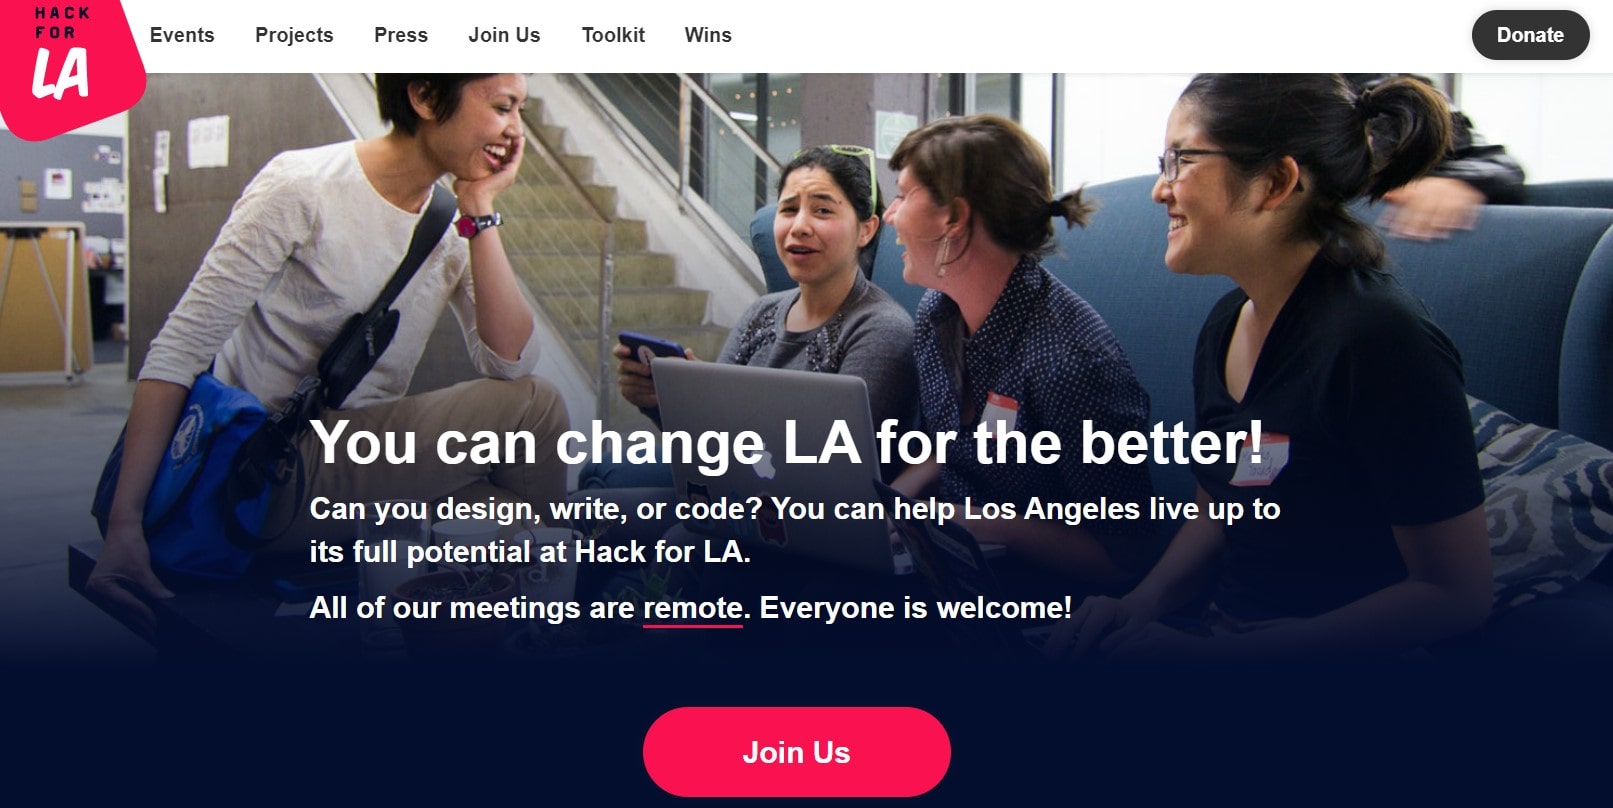 HACK
FOR
LA
Events Projects Press Join Us Toolkit Wins Donate
You can change LA for the better!
Can you design, write, or code? You can help Los Angeles live up to
its full potential at Hack for LA.
All of our meetings are remote. Everyone is welcome!
Join Us